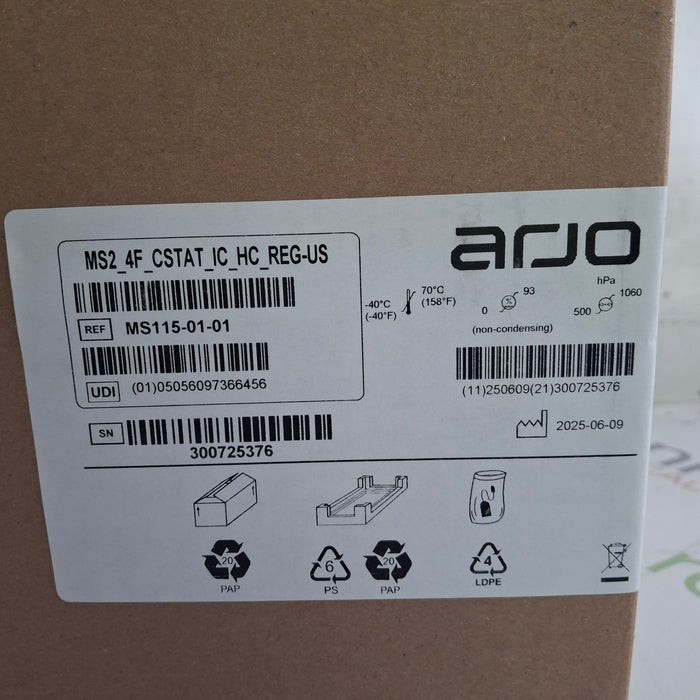 arjo
MS2_4F_CSTAT_IC_HC_REG-US
REF MS115-01-01
UDI (01)05056097366456
-40°C
(-40°F)
70°C
(158°F)
0 % 93
(non-condensing)
hPa
500 1060
(11)250609(21)300725376
SN
300725376
2025-06-09
20
PAP
6
PS
20
PAP
4
LDPE